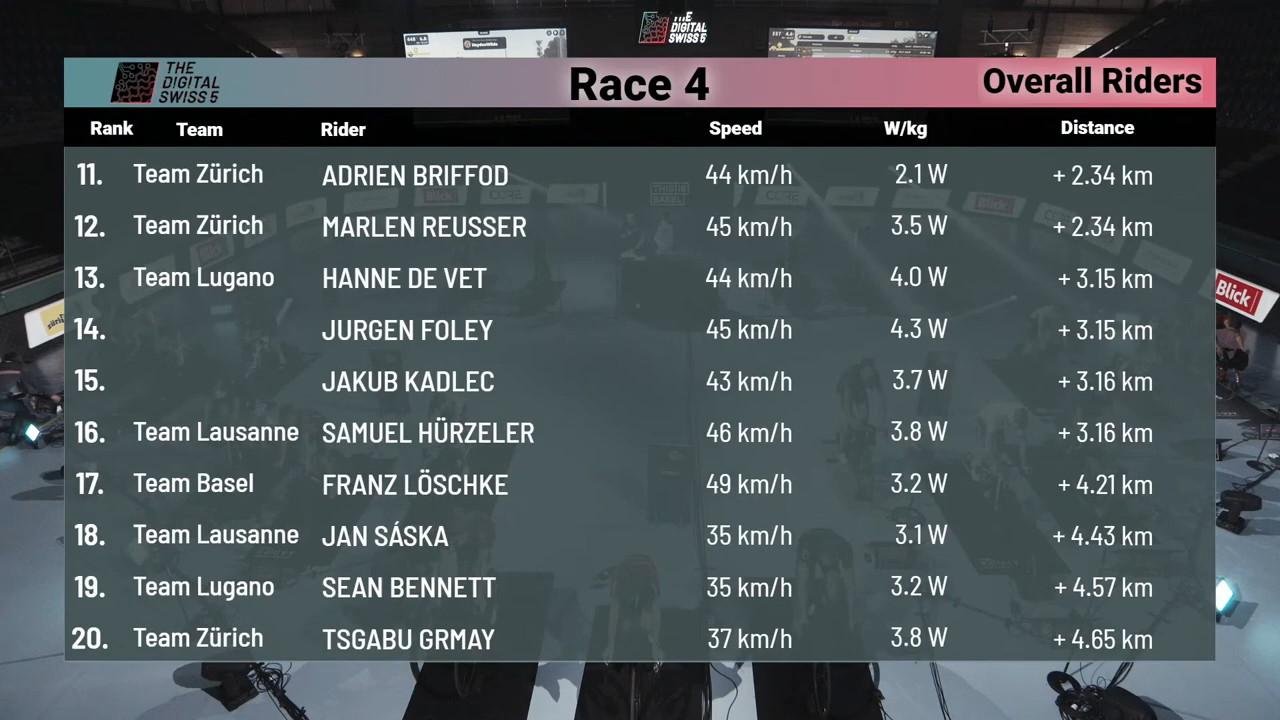 THE
DIGITAL
SWISS 5
THE
DIGITAL
SWISS 5
Race 4
Overall Riders
Rank Team Rider Speed W/kg Distance
11. Team Zürich ADRIEN BRIFFOD 44 km/h 2.1 W + 2.34 km
12. Team Zürich MARLEN REUSSER 45 km/h 3.5 W + 2.34 km
13. Team Lugano HANNE DE VET 44 km/h 4.0 W + 3.15 km
14. JURGEN FOLEY 45 km/h 4.3 W + 3.15 km
15. JAKUB KADLEC 43 km/h 3.7 W + 3.16 km
16. Team Lausanne SAMUEL HÜRZELER 46 km/h 3.8 W + 3.16 km
17. Team Basel FRANZ LÖSCHKE 49 km/h 3.2 W + 4.21 km
18. Team Lausanne JAN SÁSKA 35 km/h 3.1 W + 4.43 km
19. Team Lugano SEAN BENNETT 35 km/h 3.2 W + 4.57 km
20. Team Zürich TSGABU GRMAY 37 km/h 3.8 W + 4.65 km
Blick
Blick
Blick